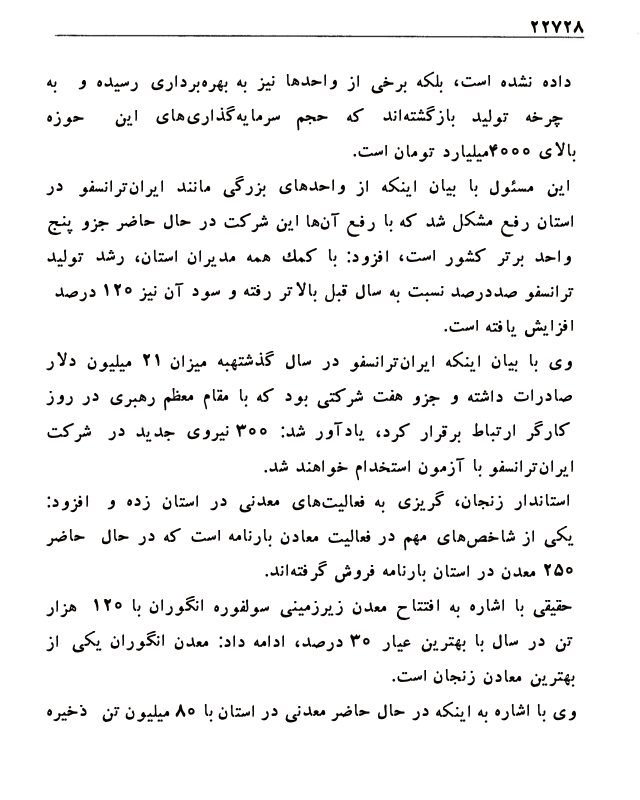 ۲۲۷۲۸
داده نشده است، بلکه برخی از واحدها نیز به بهره‌برداری رسیده و به
چرخه تولید بازگشته‌اند که حجم سرمایه‌گذاری‌های این حوزه
بالای ۴۰۰۰میلیارد تومان است.
این مسئول با بیان اینکه از واحدهای بزرگی مانند ایران‌ترانسفو در
استان رفع مشکل شد که با رفع آن‌ها این شرکت در حال حاضر جزو پنج
واحد برتر کشور است، افزود: با کمك همه مدیران استان، رشد تولید
ترانسفو صددرصد نسبت به سال قبل بالاتر رفته و سود آن نیز ۱۲۰ درصد
افزایش یافته است.
وی با بیان اینکه ایران‌ترانسفو در سال گذشتهبه میزان ۲۱ میلیون دلار
صادرات داشته و جزو هفت شرکتی بود که با مقام معظم رهبری در روز
کارگر ارتباط برقرار کرد، یادآور شد: ۳۰۰ نیروی جدید در شرکت
ایران‌ترانسفو با آزمون استخدام خواهند شد.
استاندار زنجان، گریزی به فعالیت‌های معدنی در استان زده و افزود:
یکی از شاخص‌های مهم در فعالیت معادن بارنامه است که در حال حاضر
۲۵۰ معدن در استان بارنامه فروش گرفته‌اند.
حقیقی با اشاره به افتتاح معدن زیرزمینی سولفوره انگوران با ۱۲۰ هزار
تن در سال با بهترین عیار ۳۰ درصد، ادامه داد: معدن انگوران یکی از
بهترین معادن زنجان است.
وی با اشاره به اینکه در حال حاضر معدنی در استان با ۸۰ میلیون تن ذخیره